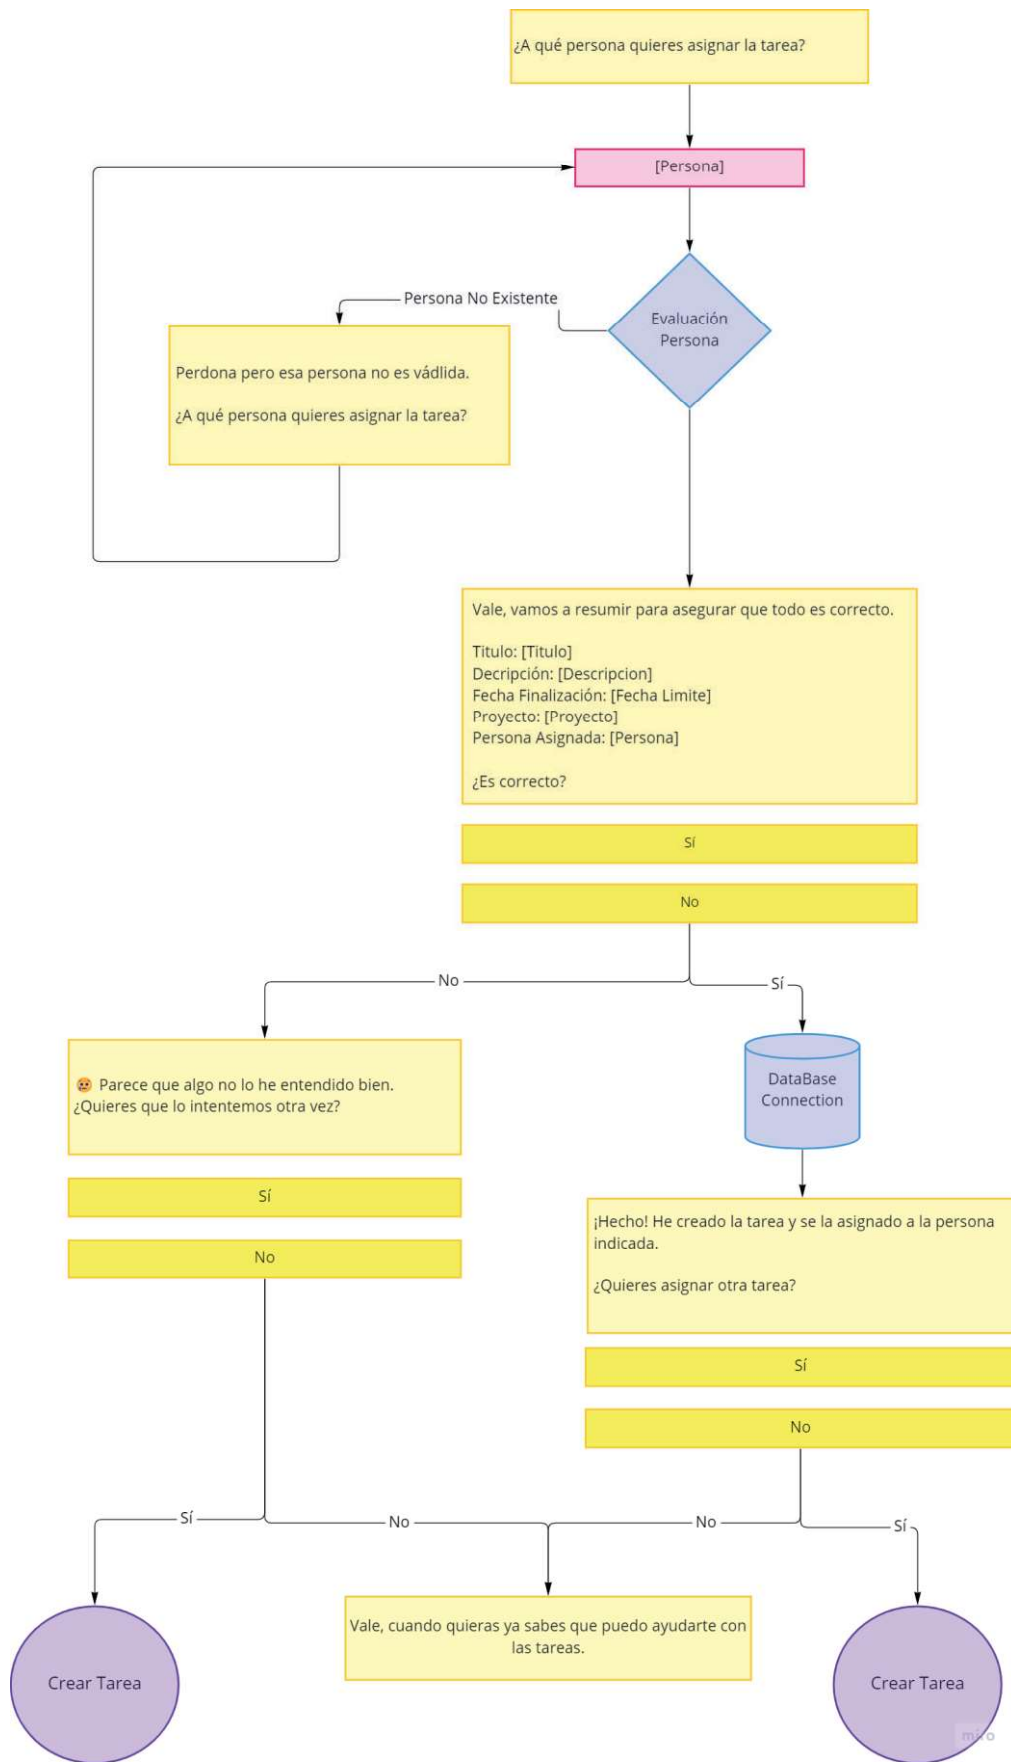 ¿A qué persona quieres asignar la tarea?
[Persona]
Persona No Existente
Evaluación
Persona
Perdona pero esa persona no es vádlida.
¿A qué persona quieres asignar la tarea?
Vale, vamos a resumir para asegurar que todo es correcto.
Titulo: [Titulo]
Decripción: [Descripcion]
Fecha Finalización: [Fecha Limite]
Proyecto: [Proyecto]
Persona Asignada: [Persona]
¿Es correcto?
Sí
No
No
Sí
Parece que algo no lo he entendido bien.
¿Quieres que lo intentemos otra vez?
DataBase
Connection
Sí
No
¡Hecho! He creado la tarea y se la asignado a la persona
indicada.
¿Quieres asignar otra tarea?
Sí
No
Sí
No
No
Sí
Vale, cuando quieras ya sabes que puedo ayudarte con
las tareas.
Crear Tarea
Crear Tarea
miro